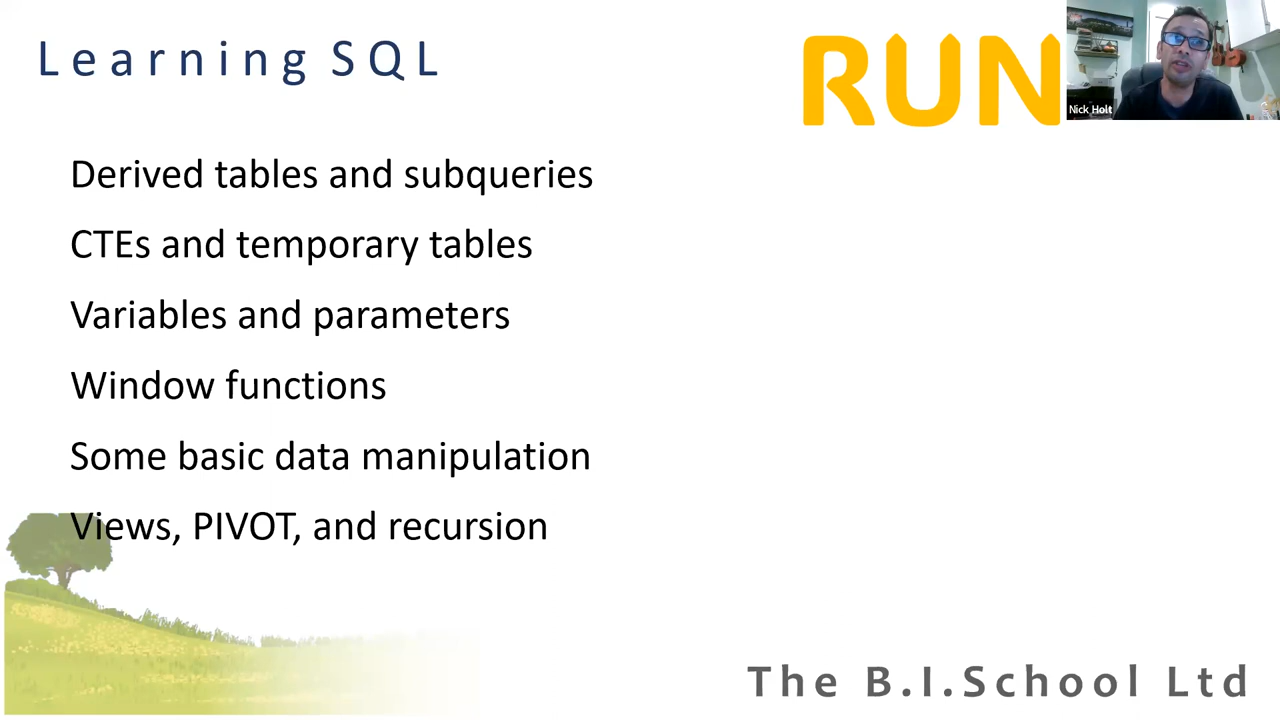 Learning SQL
RUN
Nick Holt
Derived tables and subqueries
CTEs and temporary tables
Variables and parameters
Window functions
Some basic data manipulation
Views, PIVOT, and recursion
The B.I.School Ltd